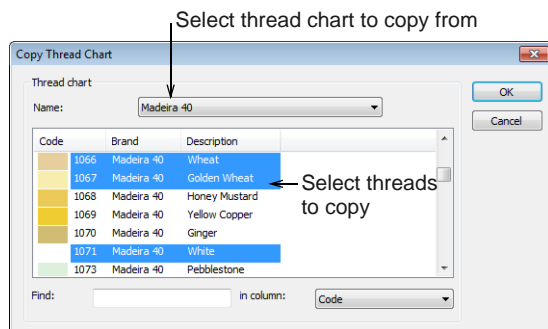 Select thread chart to copy from
Copy Thread Chart
Thread chart
Name: Madeira 40
OK
Cancel
Code Brand Description
1066 Madeira 40 Wheat
1067 Madeira 40 Golden Wheat
1068 Madeira 40 Honey Mustard
1069 Madeira 40 Yellow Copper
1070 Madeira 40 Ginger
1071 Madeira 40 White
1073 Madeira 40 Pebblestone
Select threads
to copy
Find: in column: Code